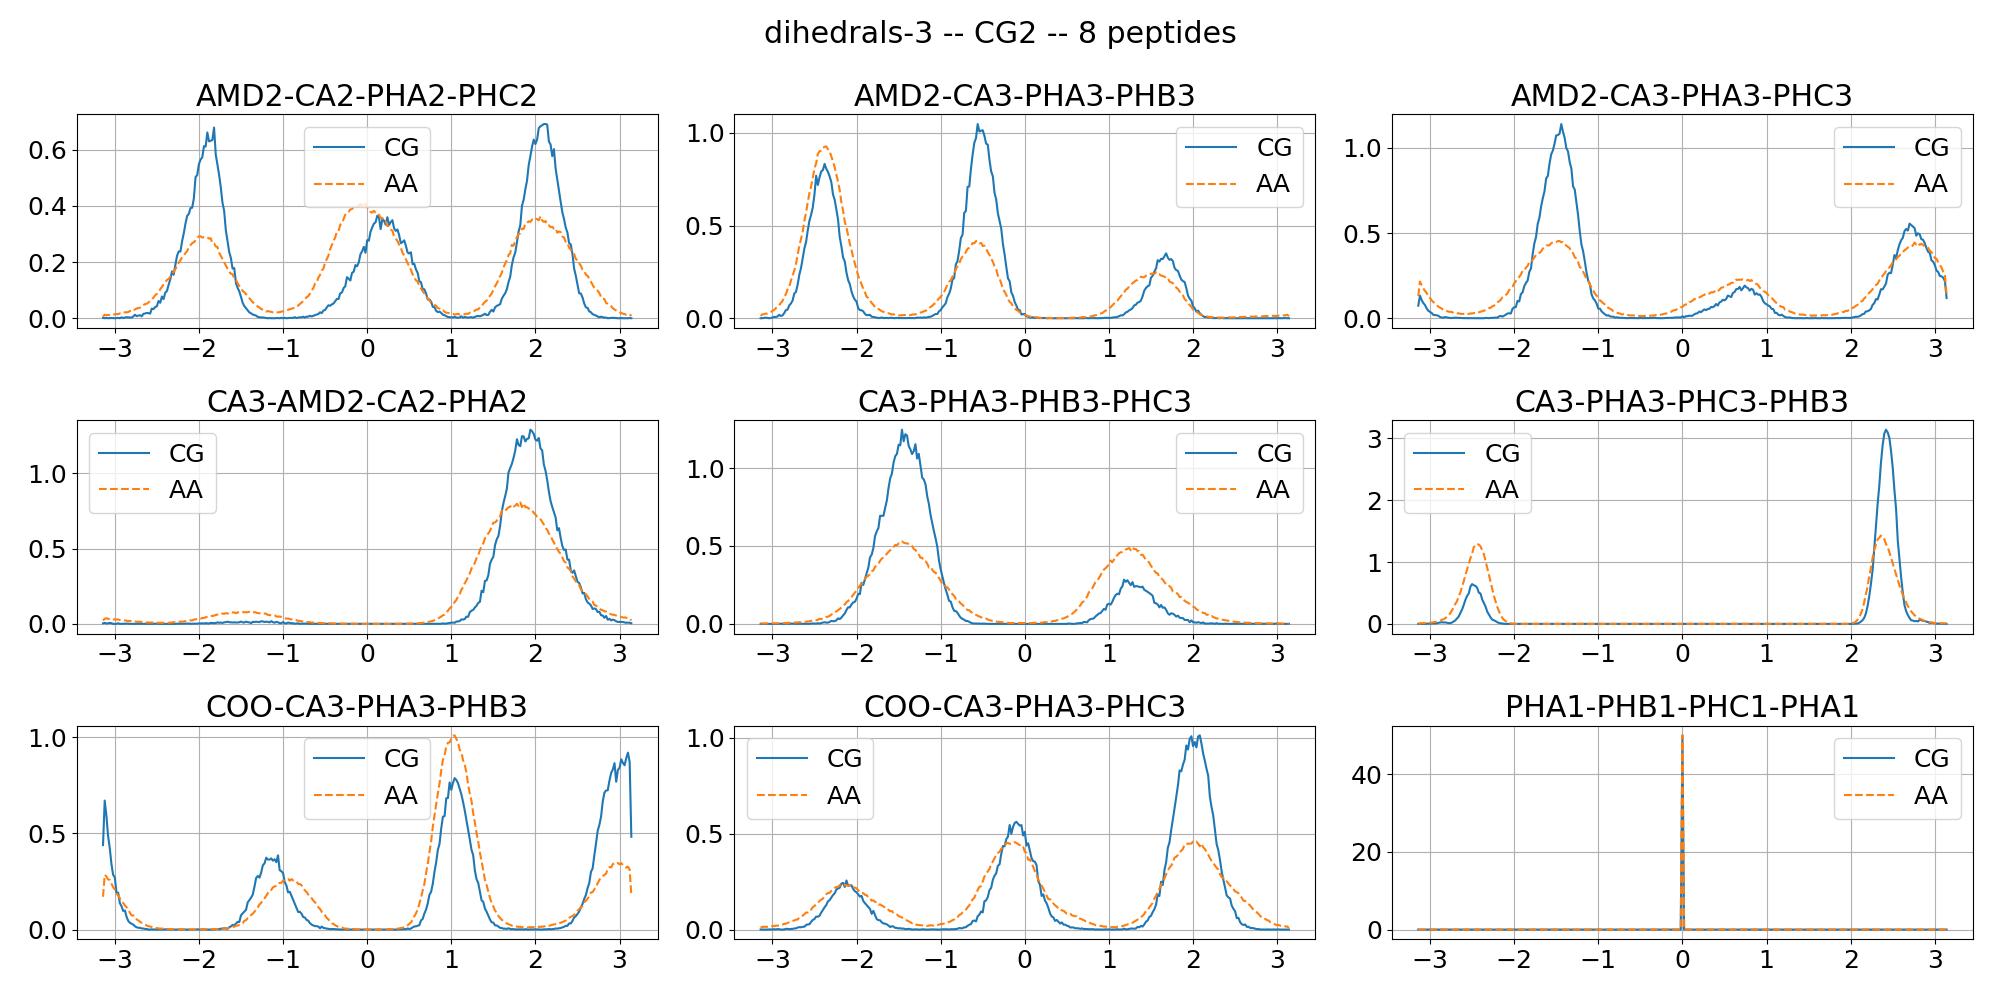 dihedrals-3 -- CG2 -- 8 peptides
AMD2-CA2-PHA2-PHC2
0.6
0.4
0.2
0.0
CG
AA
−3 −2 −1 0 1 2 3
AMD2-CA3-PHA3-PHB3
1.0
0.5
0.0
CG
AA
−3 −2 −1 0 1 2 3
AMD2-CA3-PHA3-PHC3
1.0
0.5
0.0
CG
AA
−3 −2 −1 0 1 2 3
CA3-AMD2-CA2-PHA2
1.0
0.5
0.0
CG
AA
−3 −2 −1 0 1 2 3
CA3-PHA3-PHB3-PHC3
1.0
0.5
0.0
CG
AA
−3 −2 −1 0 1 2 3
CA3-PHA3-PHC3-PHB3
3
2
1
0
CG
AA
−3 −2 −1 0 1 2 3
COO-CA3-PHA3-PHB3
1.0
0.5
0.0
CG
AA
−3 −2 −1 0 1 2 3
COO-CA3-PHA3-PHC3
1.0
0.5
0.0
CG
AA
−3 −2 −1 0 1 2 3
PHA1-PHB1-PHC1-PHA1
40
20
0
CG
AA
−3 −2 −1 0 1 2 3